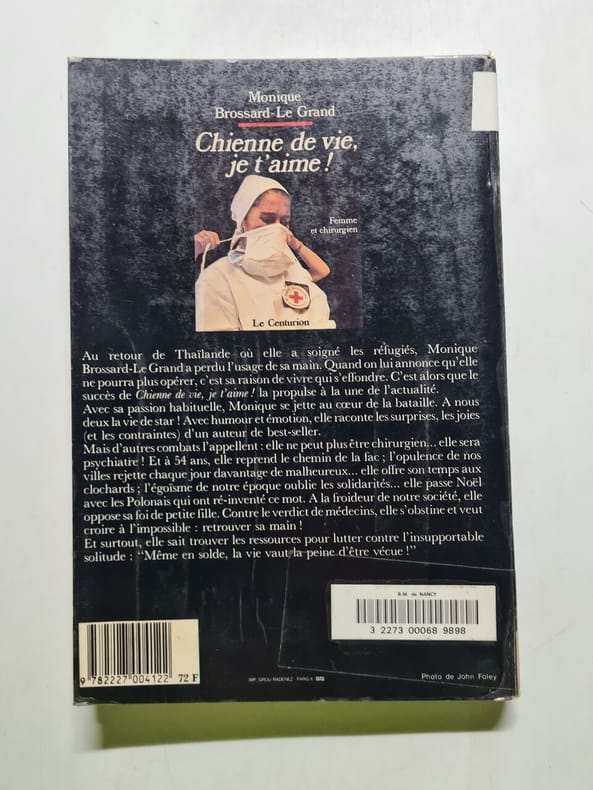 Monique
Brossard-Le Grand
Chienne de vie,
je t'aime !
Femme
et chirurgien
Le Centurion
Au retour de Thaïlande où elle a soigné les réfugiés, Monique
Brossard-Le Grand a perdu l'usage de sa main. Quand on lui annonce qu'elle
ne pourra plus opérer, c'est sa raison de vivre qui s'effondre. C'est alors que le
succès de Chienne de vie, je t'aime ! la propulse à la une de l'actualité.
Avec sa passion habituelle, Monique se jette au cœur de la bataille. A nous
deux la vie de star ! Avec humour et émotion, elle raconte les surprises, les joies
(et les contraintes) d'un auteur de best-seller.
Mais d'autres combats l'appellent : elle ne peut plus être chirurgien... elle sera
psychiatre ! Et à 54 ans, elle reprend le chemin de la fac ; l'opulence de nos
villes rejette chaque jour davantage de malheureux... elle offre son temps aux
clochards ; l'égoïsme de notre époque oublie les solidarités... elle passe Noël
avec les Polonais qui ont ré-inventé ce mot. A la froideur de notre société, elle
oppose sa foi de petite fille. Contre le verdict de médecins, elle s'obstine et veut
croire à l'impossible : retrouver sa main !
Et surtout, elle sait trouver les ressources pour lutter contre l'insupportable
solitude : "Même en solde, la vie vaut la peine d'être vécue !"
B.M. de NANCY
3 2273 00068 9898
9 782227 004122
72 F
IMP. GROU-RADENEZ - PARIS 6
Photo de John Foley